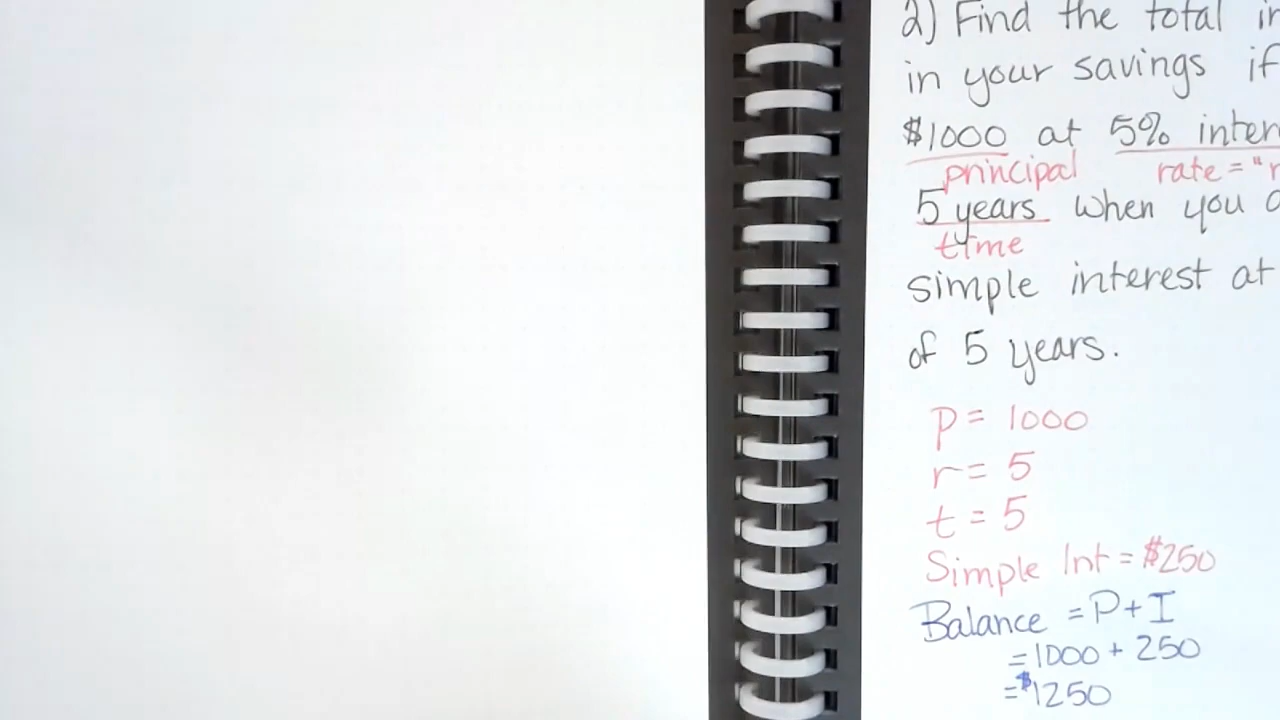 2) Find the total
in your savings if
$1000 at 5%
principal rate = "r
5 years when you
time
simple interest at
of 5 years.
P = 1000
r = 5
t = 5
Simple Int = $250
Balance = P + I
= 1000 + 250
= $1250